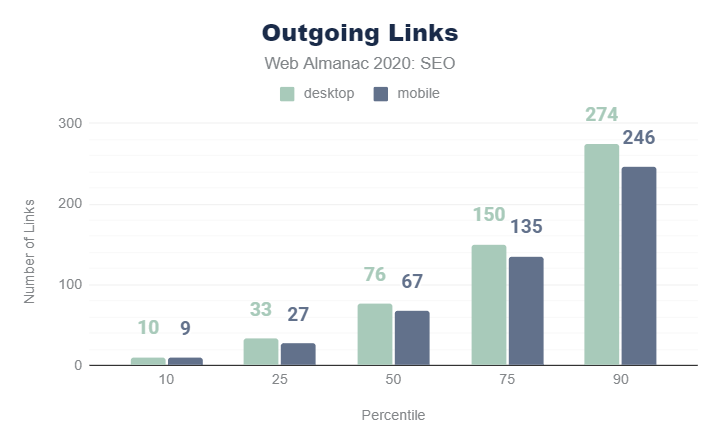 Outgoing Links
Web Almanac 2020: SEO
desktop mobile
300
200
100
0
Number of Links
10 9
33 27
76 67
150 135
274 246
10 25 50 75 90
Percentile